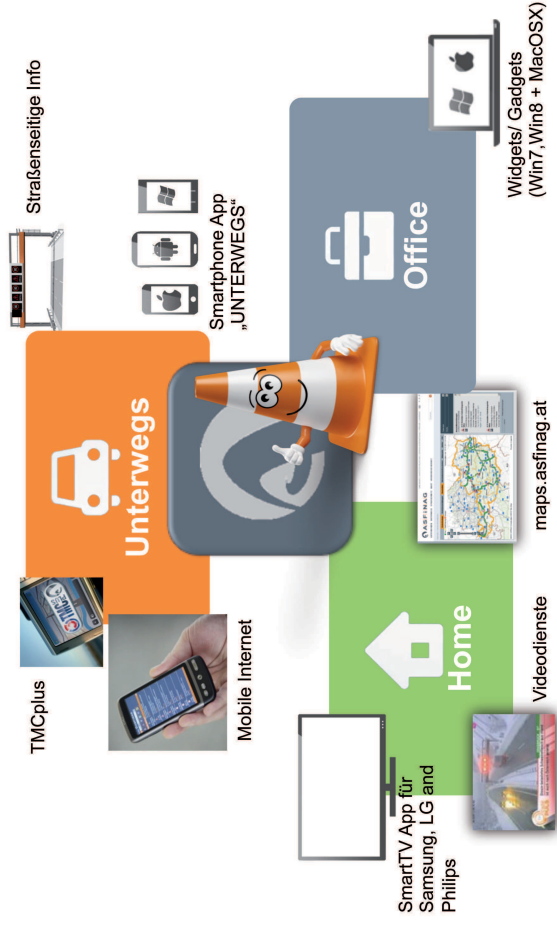 TMCplus
Mobile Internet
Unterwegs
Straßenseitige Info
Smartphone App
„UNTERWEGS“
SmartTV App für
Samsung, LG and
Philips
Home
Videodienste
ASFINAG
maps.asfinag.at
Office
Widgets/ Gadgets
(Win7,Win8 + MacOSX)